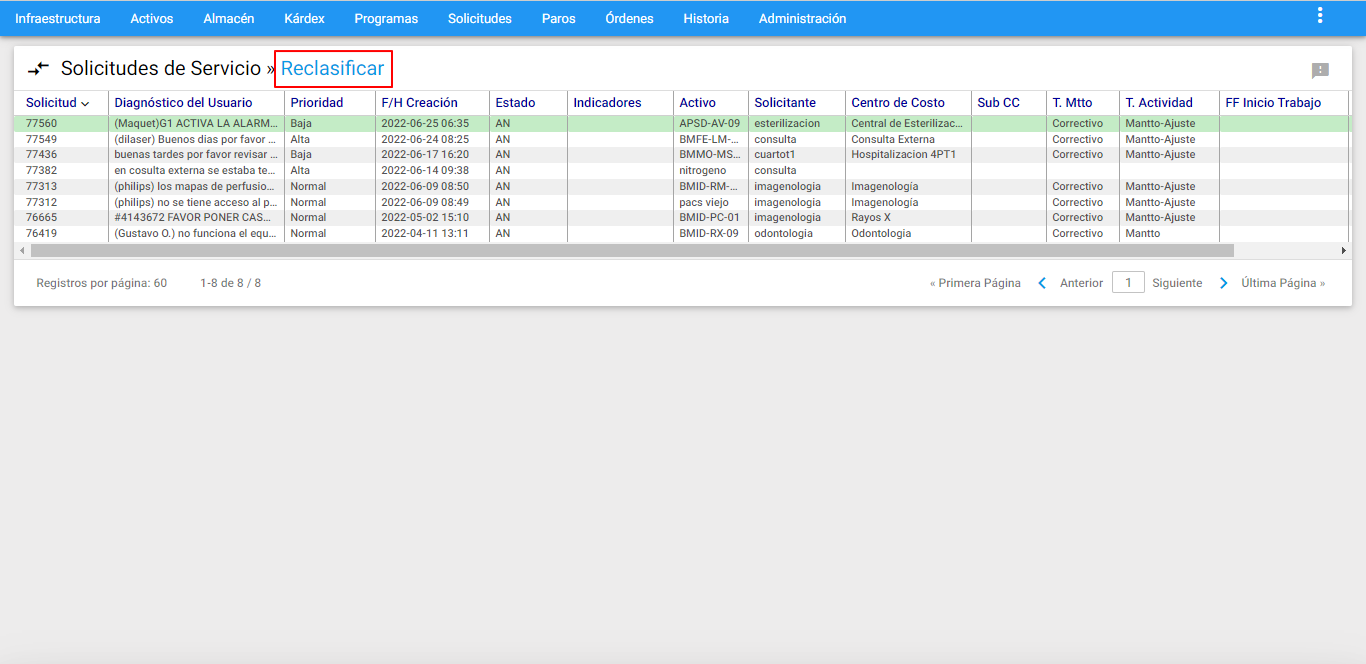 Infraestructura Activos Almacén Kárdex Programas Solicitudes Paros Órdenes Historia Administración
Solicitudes de Servicio » Reclasificar
Solicitud Diagnóstico del Usuario Prioridad F/H Creación Estado Indicadores Activo Solicitante Centro de Costo Sub CC T. Mtto T. Actividad FF Inicio Trabajo
77560 (Maquet)G1 ACTIVA LA ALARM... Baja 2022-06-25 06:35 AN APSD-AV-09 esterilizacion Central de Esterilizac... Correctivo Mantto-Ajuste
77549 (dilaser) Buenos dias por favor ... Alta 2022-06-24 08:25 AN BMFE-LM-... consulta Consulta Externa Correctivo Mantto-Ajuste
77436 buenas tardes por favor revisar ... Baja 2022-06-17 16:20 AN BMMO-MS... cuartot1 Hospitalizacion 4PT1 Correctivo Mantto-Ajuste
77382 en cosulta externa se estaba te... Alta 2022-06-14 09:38 AN nitrogeno consulta
77313 (philips) los mapas de perfusio... Normal 2022-06-09 08:50 AN BMID-RM-... imagenologia Imagenología Correctivo Mantto-Ajuste
77312 (philips) no se tiene acceso al p... Normal 2022-06-09 08:49 AN pacs viejo imagenologia Imagenología Correctivo Mantto-Ajuste
76665 #4143672 FAVOR PONER CAS... Normal 2022-05-02 15:10 AN BMID-PC-01 imagenologia Rayos X Correctivo Mantto-Ajuste
76419 (Gustavo O.) no funciona el equ... Normal 2022-04-11 13:11 AN BMID-RX-09 odontologia Odontologia Correctivo Mantto
Registros por página: 60 1-8 de 8 / 8 « Primera Página Anterior 1 Siguiente Última Página »